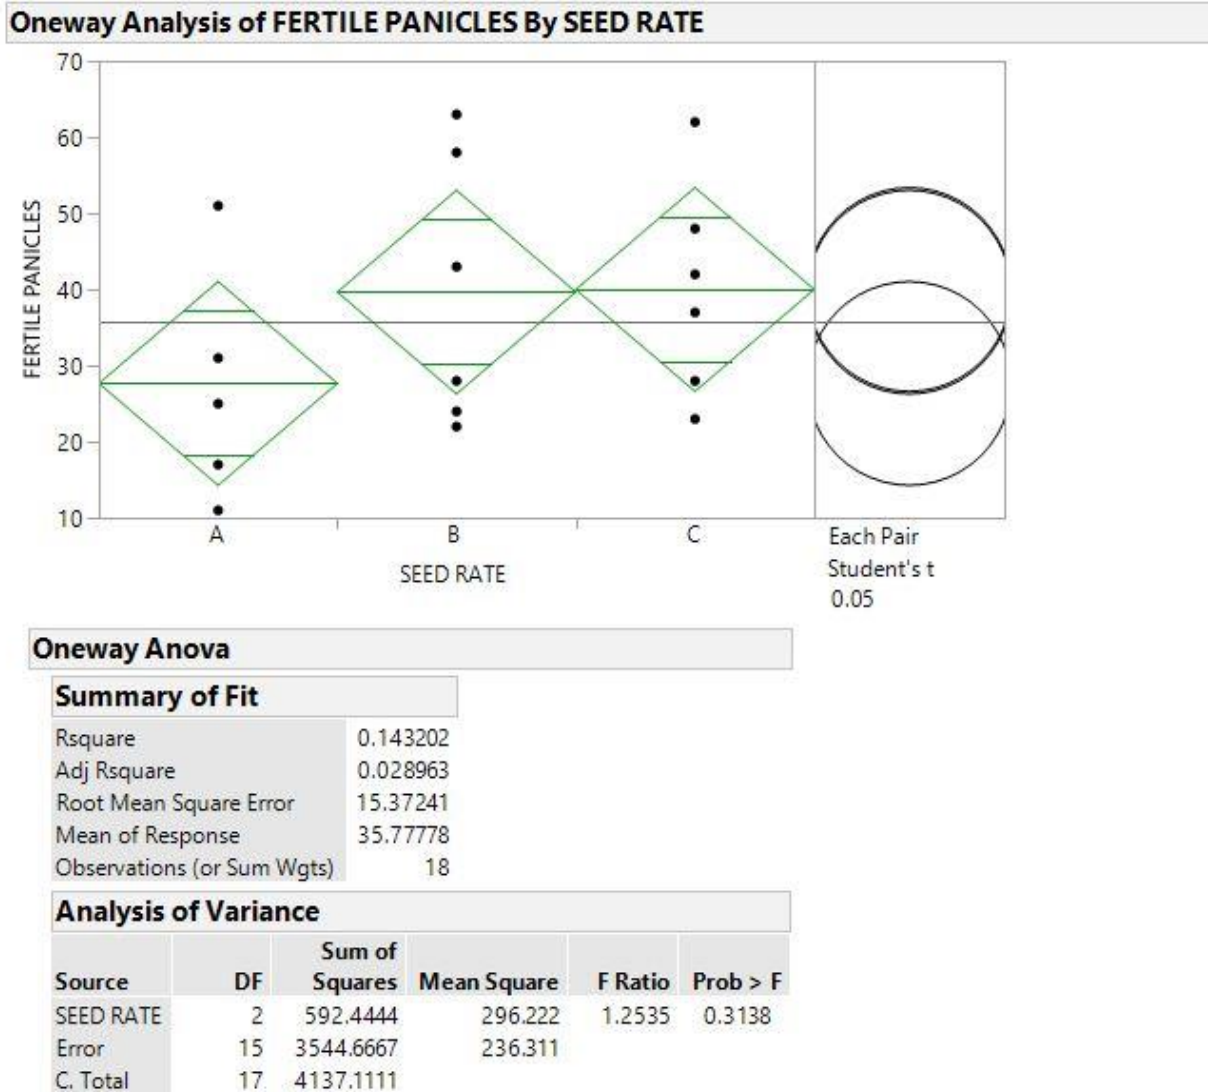 Oneway Analysis of FERTILE PANICLES By SEED RATE
70
60
50
40
30
20
10
FERTILE PANICLES
A B C
SEED RATE
Each Pair
Student's t
0.05
Oneway Anova
Summary of Fit
Rsquare 0.143202
Adj Rsquare 0.028963
Root Mean Square Error 15.37241
Mean of Response 35.77778
Observations (or Sum Wgts) 18
Analysis of Variance
Sum of
Source DF Squares Mean Square F Ratio Prob > F
SEED RATE 2 592.4444 296.222 1.2535 0.3138
Error 15 3544.6667 236.311
C. Total 17 4137.1111